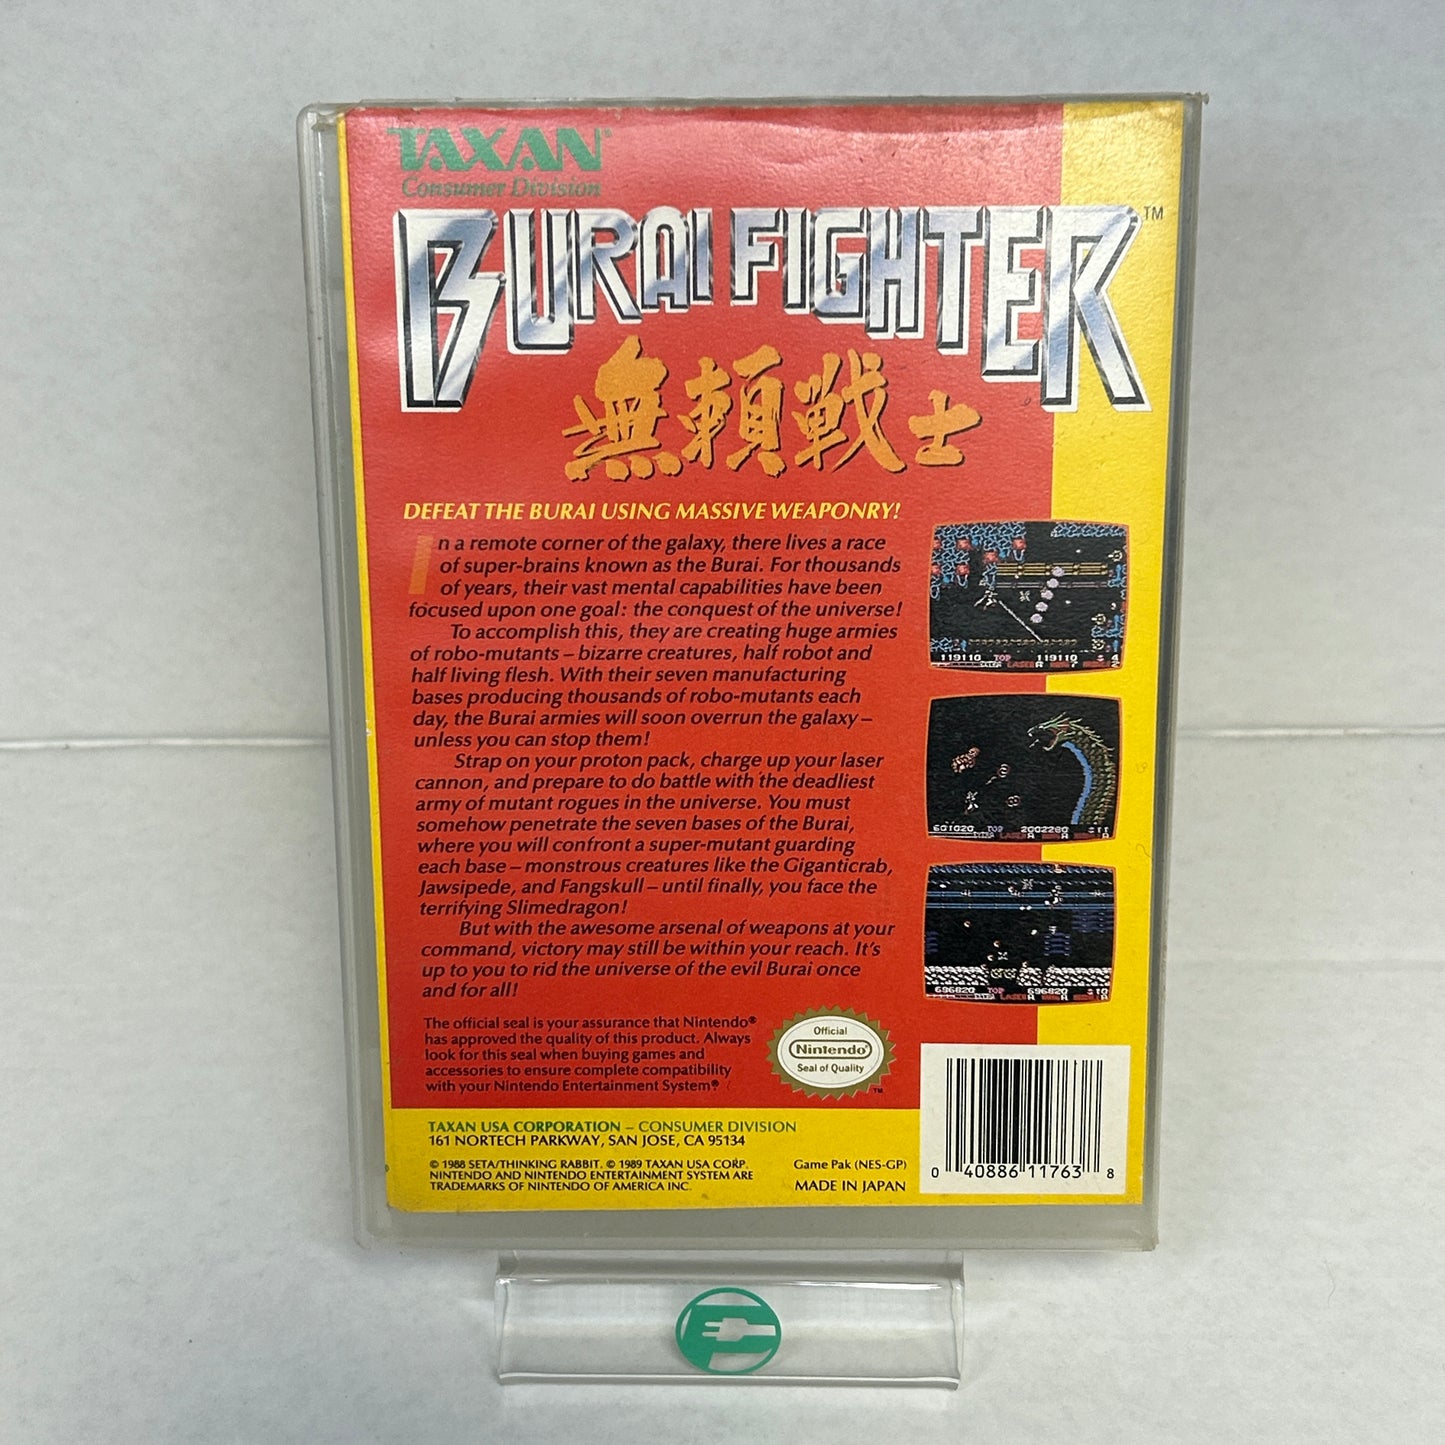 TAXAN®
Consumer Division
BURAI FIGHTER™
無頼戦士
DEFEAT THE BURAI USING MASSIVE WEAPONRY!
In a remote corner of the galaxy, there lives a race
of super-brains known as the Burai. For thousands
of years, their vast mental capabilities have been
focused upon one goal: the conquest of the universe!
To accomplish this, they are creating huge armies
of robo-mutants – bizarre creatures, half robot and
half living flesh. With their seven manufacturing
bases producing thousands of robo-mutants each
day, the Burai armies will soon overrun the galaxy –
unless you can stop them!
Strap on your proton pack, charge up your laser
cannon, and prepare to do battle with the deadliest
army of mutant rogues in the universe. You must
somehow penetrate the seven bases of the Burai,
where you will confront a super-mutant guarding
each base – monstrous creatures like the Giganticrab,
Jawsipede, and Fangskull – until finally, you face the
terrifying Slimedragon!
But with the awesome arsenal of weapons at your
command, victory may still be within your reach. It's
up to you to rid the universe of the evil Burai once
and for all!
119110 TOP 119110
LASER
601020 TOP 2002280
LASER
696820 TOP 696820
LASER
The official seal is your assurance that Nintendo®
has approved the quality of this product. Always
look for this seal when buying games and
accessories to ensure complete compatibility
with your Nintendo Entertainment System®
Official
Nintendo®
Seal of Quality
TM
TAXAN USA CORPORATION – CONSUMER DIVISION
161 NORTECH PARKWAY, SAN JOSE, CA 95134
© 1988 SETA/THINKING RABBIT. © 1989 TAXAN USA CORP.
NINTENDO AND NINTENDO ENTERTAINMENT SYSTEM ARE
TRADEMARKS OF NINTENDO OF AMERICA INC.
Game Pak (NES-GP)
MADE IN JAPAN
0 40886 11763 8